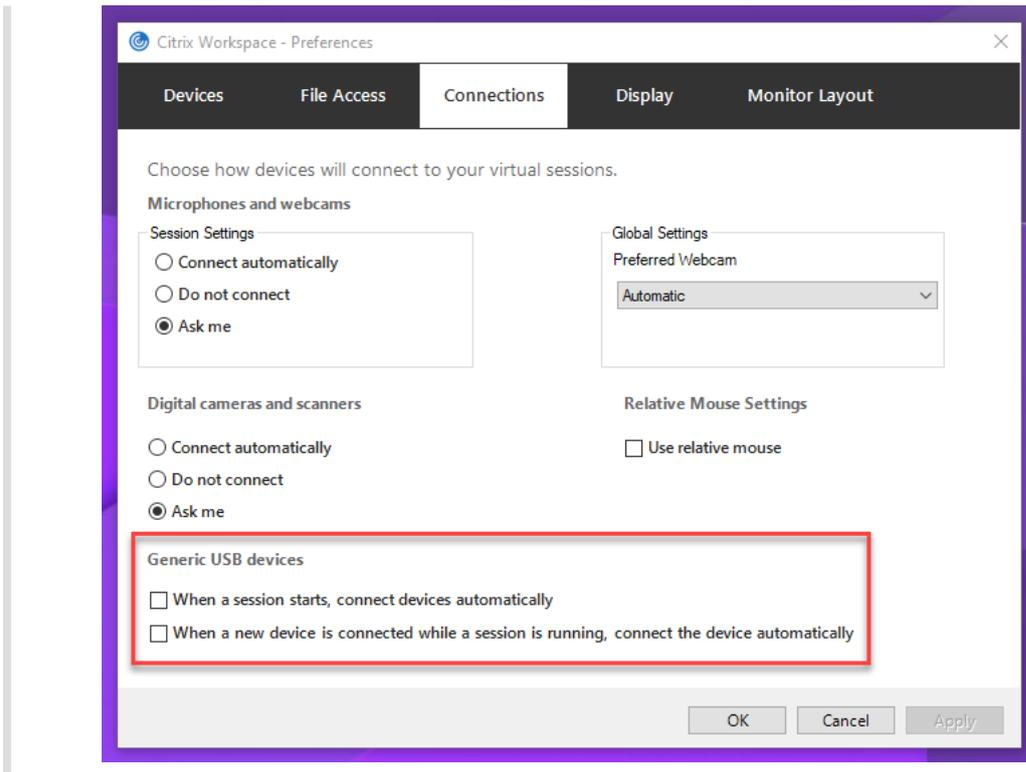 Citrix Workspace - Preferences
Devices File Access Connections Display Monitor Layout
Choose how devices will connect to your virtual sessions.
Microphones and webcams
Session Settings
Connect automatically
Do not connect
Ask me
Global Settings
Preferred Webcam
Automatic
Digital cameras and scanners
Connect automatically
Do not connect
Ask me
Relative Mouse Settings
Use relative mouse
Generic USB devices
When a session starts, connect devices automatically
When a new device is connected while a session is running, connect the device automatically
OK Cancel Apply